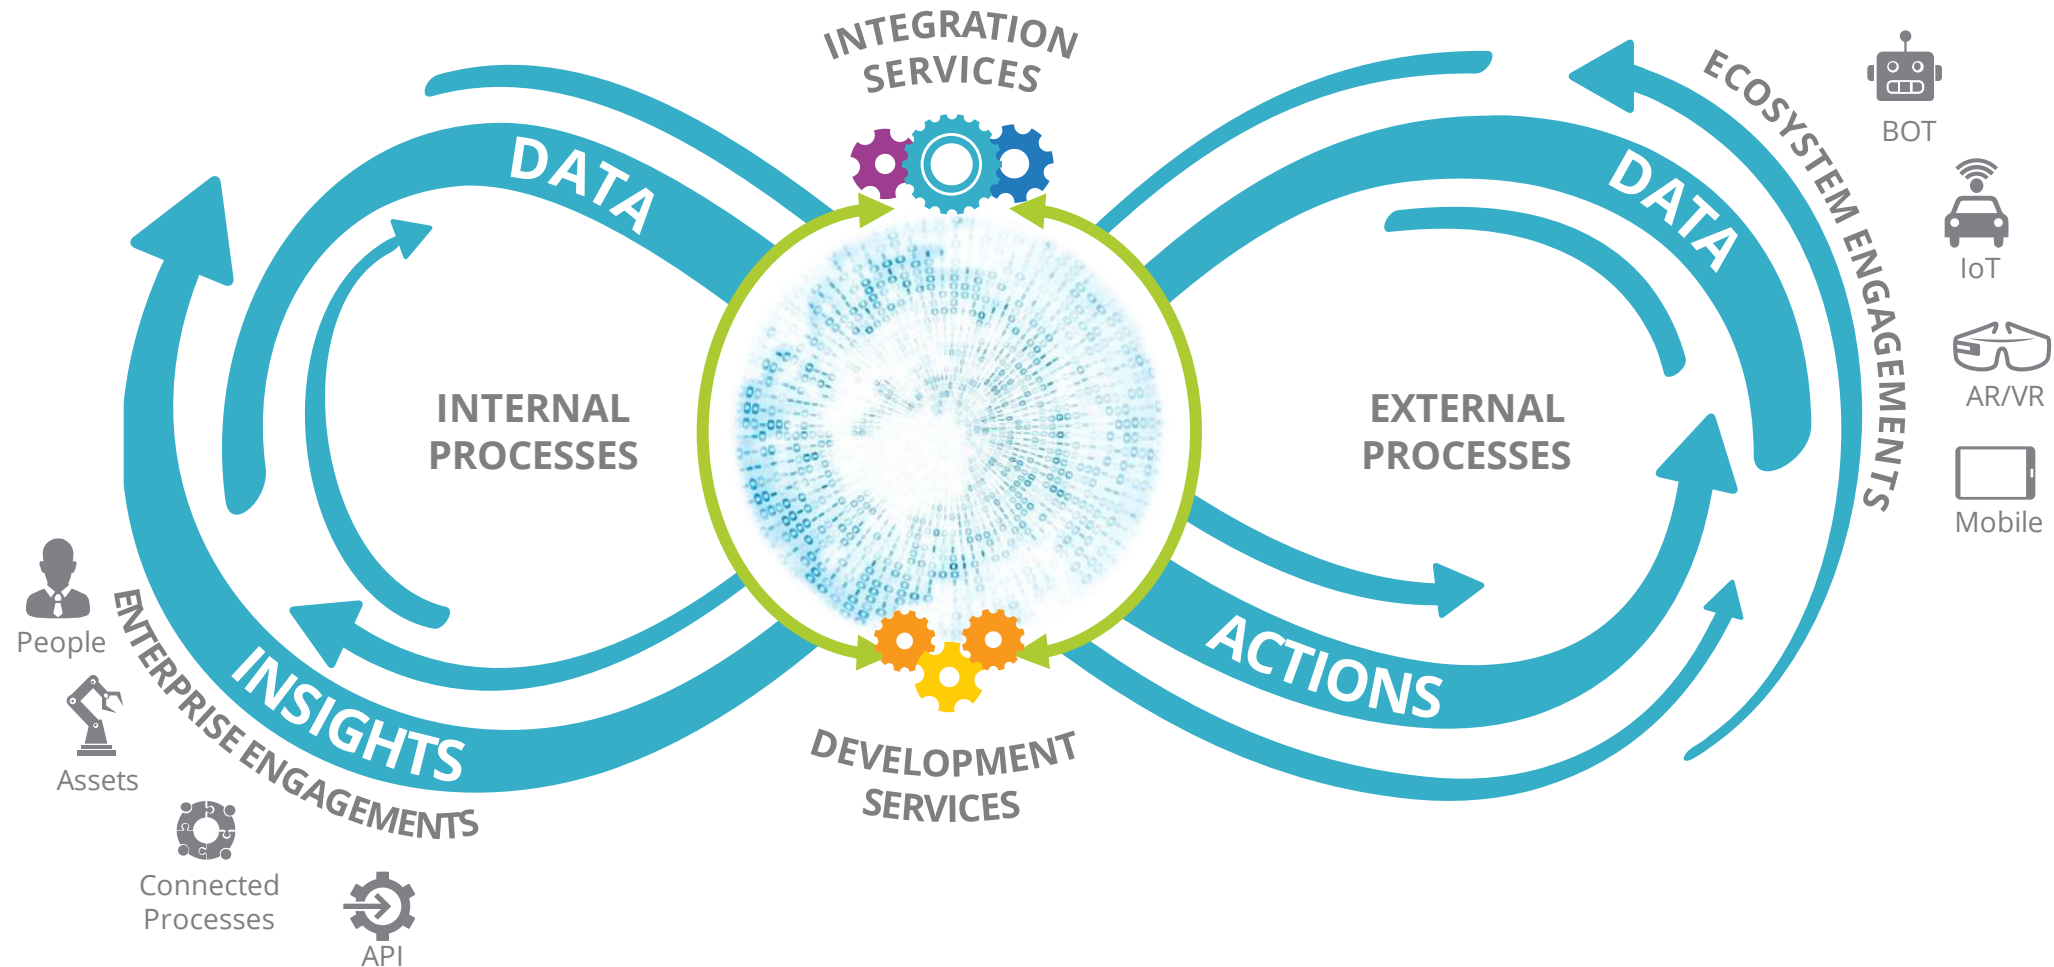 INTEGRATION
SERVICES
DATA
DATA
ECOSYSTEM ENGAGEMENTS
BOT
IoT
AR/VR
Mobile
INTERNAL
PROCESSES
EXTERNAL
PROCESSES
People
Assets
Connected
Processes
API
ENTERPRISE ENGAGEMENTS
INSIGHTS
ACTIONS
DEVELOPMENT
SERVICES